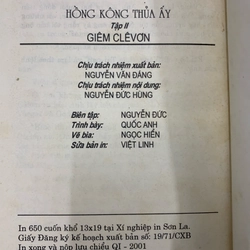 HỒNG KÔNG THỦA ẤY
Tập II
GIÊM CLÊVƠN
Chịu trách nhiệm xuất bản:
NGUYỄN VĂN ĐÁNG
Chịu trách nhiệm nội dung:
NGUYỄN ĐỨC HÙNG
Biên tập: NGUYỄN ĐỨC
Trình bày: QUỐC ANH
Vẽ bìa: NGỌC HIỂN
Sửa bản in: VIỆT LINH
In 650 cuốn khổ 13x19 tại Xí nghiệp in Sơn La.
Giấy Đăng ký kế hoạch xuất bản số: 19/71/CXB
In xong và nộp lưu chiểu QI - 2001